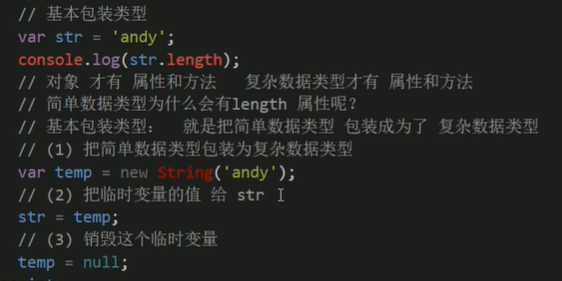 // 基本包装类型
var str = 'andy';
console.log(str.length);
// 对象 才有 属性和方法   复杂数据类型才有 属性和方法
// 简单数据类型为什么会有length 属性呢?
// 基本包装类型:  就是把简单数据类型 包装成为了 复杂数据类型
// (1) 把简单数据类型包装为复杂数据类型
var temp = new String('andy');
// (2) 把临时变量的值 给 str
str = temp;
// (3) 销毁这个临时变量
temp = null;